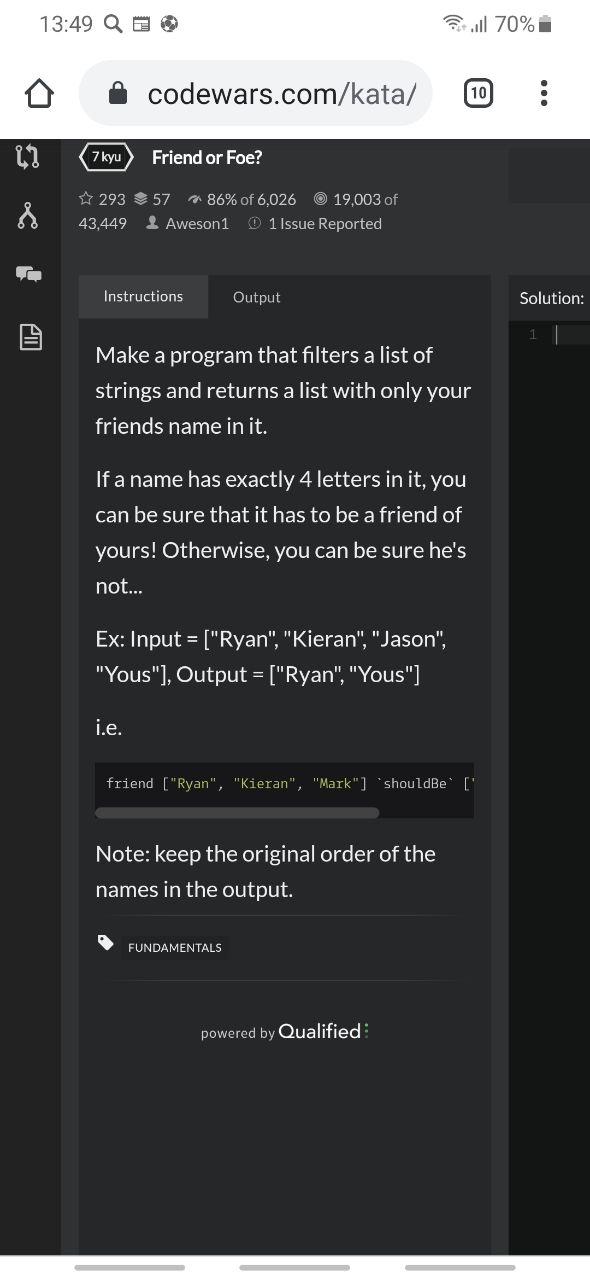 13:49 70%
codewars.com/kata/ 10
7 kyu Friend or Foe?
293 57 86% of 6,026 19,003 of
43,449 Aweson1 1 Issue Reported
Instructions Output
Solution:
1
Make a program that filters a list of
strings and returns a list with only your
friends name in it.
If a name has exactly 4 letters in it, you
can be sure that it has to be a friend of
yours! Otherwise, you can be sure he's
not...
Ex: Input = ["Ryan", "Kieran", "Jason",
"Yous"], Output = ["Ryan", "Yous"]
i.e.
friend ["Ryan", "Kieran", "Mark"] `shouldBe` ["
Note: keep the original order of the
names in the output.
FUNDAMENTALS
powered by Qualified